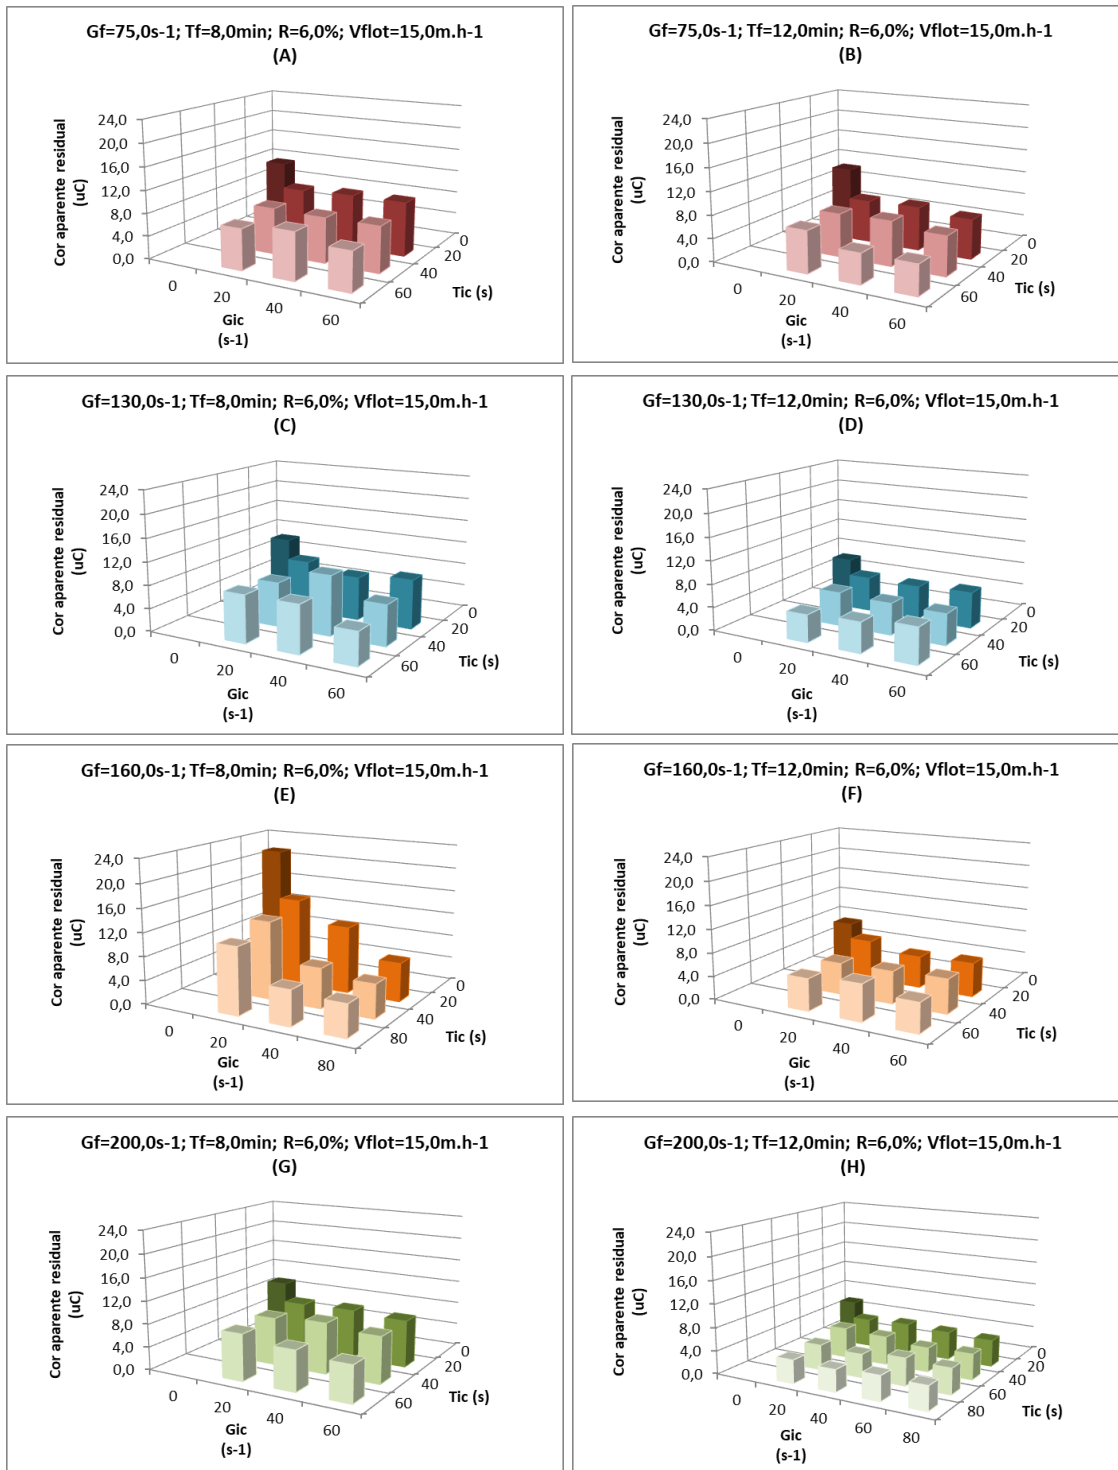 Gf=75,0s-1; Tf=8,0min; R=6,0%; Vflot=15,0m.h-1
(A)
Cor aparente residual
(uC)
24,0
20,0
16,0
12,0
8,0
4,0
0,0
0
20
40
60
Gic
(s-1)
0
20
40
60
Tic (s)
Gf=75,0s-1; Tf=12,0min; R=6,0%; Vflot=15,0m.h-1
(B)
Cor aparente residual
(uC)
24,0
20,0
16,0
12,0
8,0
4,0
0,0
0
20
40
60
Gic
(s-1)
0
20
40
60
Tic (s)
Gf=130,0s-1; Tf=8,0min; R=6,0%; Vflot=15,0m.h-1
(C)
Cor aparente residual
(uC)
24,0
20,0
16,0
12,0
8,0
4,0
0,0
0
20
40
60
Gic
(s-1)
0
20
40
60
Tic (s)
Gf=130,0s-1; Tf=12,0min; R=6,0%; Vflot=15,0m.h-1
(D)
Cor aparente residual
(uC)
24,0
20,0
16,0
12,0
8,0
4,0
0,0
0
20
40
60
Gic
(s-1)
0
20
40
60
Tic (s)
Gf=160,0s-1; Tf=8,0min; R=6,0%; Vflot=15,0m.h-1
(E)
Cor aparente residual
(uC)
24,0
20,0
16,0
12,0
8,0
4,0
0,0
0
20
40
80
Gic
(s-1)
0
20
40
80
Tic (s)
Gf=160,0s-1; Tf=12,0min; R=6,0%; Vflot=15,0m.h-1
(F)
Cor aparente residual
(uC)
24,0
20,0
16,0
12,0
8,0
4,0
0,0
0
20
40
60
Gic
(s-1)
0
20
40
60
Tic (s)
Gf=200,0s-1; Tf=8,0min; R=6,0%; Vflot=15,0m.h-1
(G)
Cor aparente residual
(uC)
24,0
20,0
16,0
12,0
8,0
4,0
0,0
0
20
40
60
Gic
(s-1)
0
20
40
60
Tic (s)
Gf=200,0s-1; Tf=12,0min; R=6,0%; Vflot=15,0m.h-1
(H)
Cor aparente residual
(uC)
24,0
20,0
16,0
12,0
8,0
4,0
0,0
0
20
40
60
80
Gic
(s-1)
0
20
40
60
80
Tic (s)